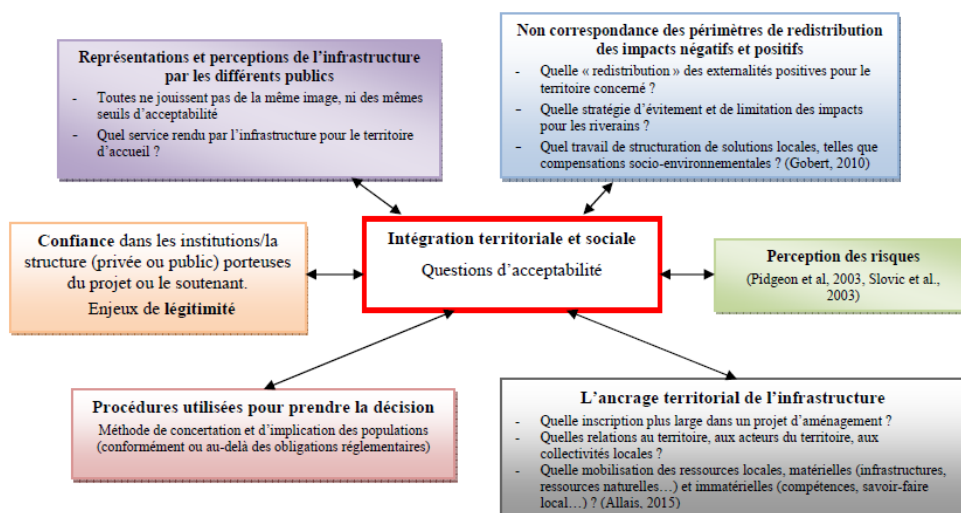 Représentations et perceptions de l'infrastructure
par les différents publics
- Toutes ne jouissent pas de la même image, ni des mêmes
seuils d'acceptabilité
- Quel service rendu par l'infrastructure pour le territoire
d'accueil ?
Non correspondance des périmètres de redistribution
des impacts négatifs et positifs
- Quelle « redistribution » des externalités positives pour le
territoire concerné ?
- Quelle stratégie d'évitement et de limitation des impacts
pour les riverains ?
- Quel travail de structuration de solutions locales, telles que
compensations socio-environnementales ? (Gobert, 2010)
Confiance dans les institutions/la
structure (privée ou public) porteuses
du projet ou le soutenant.
Enjeux de légitimité
Intégration territoriale et sociale
Questions d'acceptabilité
Perception des risques
(Pidgeon et al, 2003, Slovic et al.,
2003)
Procédures utilisées pour prendre la décision
Méthode de concertation et d'implication des populations
(conformément ou au-delà des obligations réglementaires)
L'ancrage territorial de l'infrastructure
- Quelle inscription plus large dans un projet d'aménagement ?
- Quelles relations au territoire, aux acteurs du territoire, aux
collectivités locales ?
- Quelle mobilisation des ressources locales, matérielles (infrastructures,
ressources naturelles…) et immatérielles (compétences, savoir-faire
local…) ? (Allais, 2015)